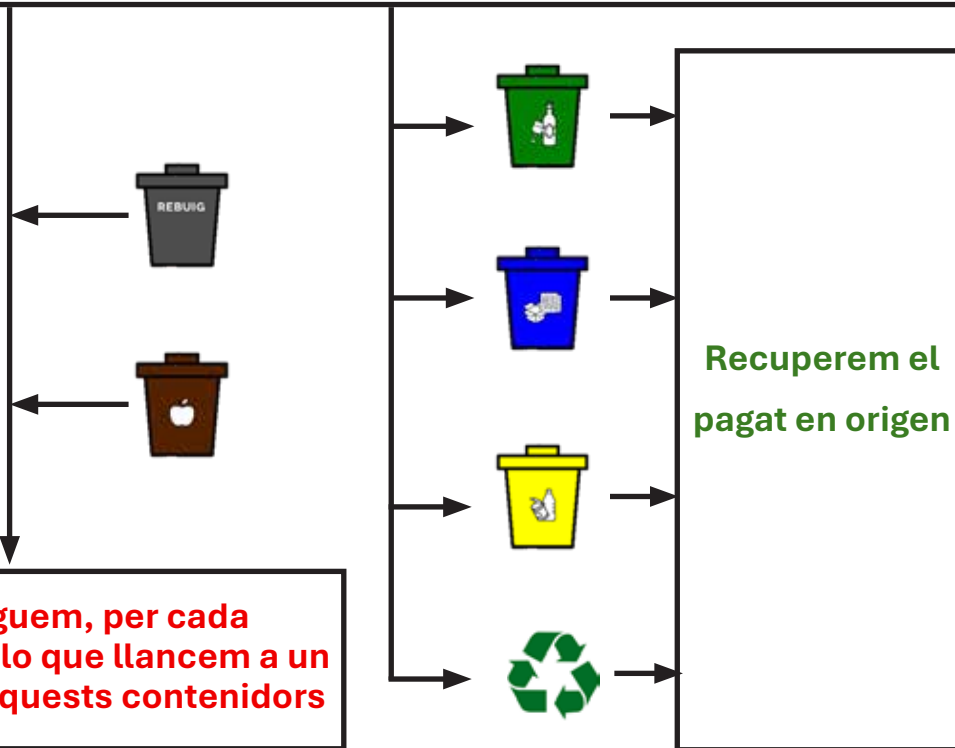 REBUIG
Recuperem el
pagat en origen
guem, per cada
lo que llancem a un
quests contenidors